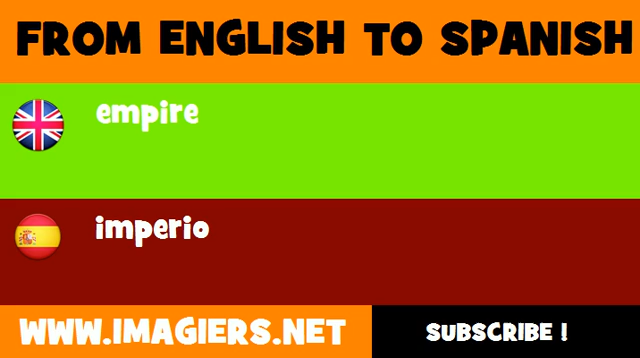 FROM ENGLISH TO SPANISH
empire
imperio
WWW.IMAGIERS.NET
SUBSCRIBE !